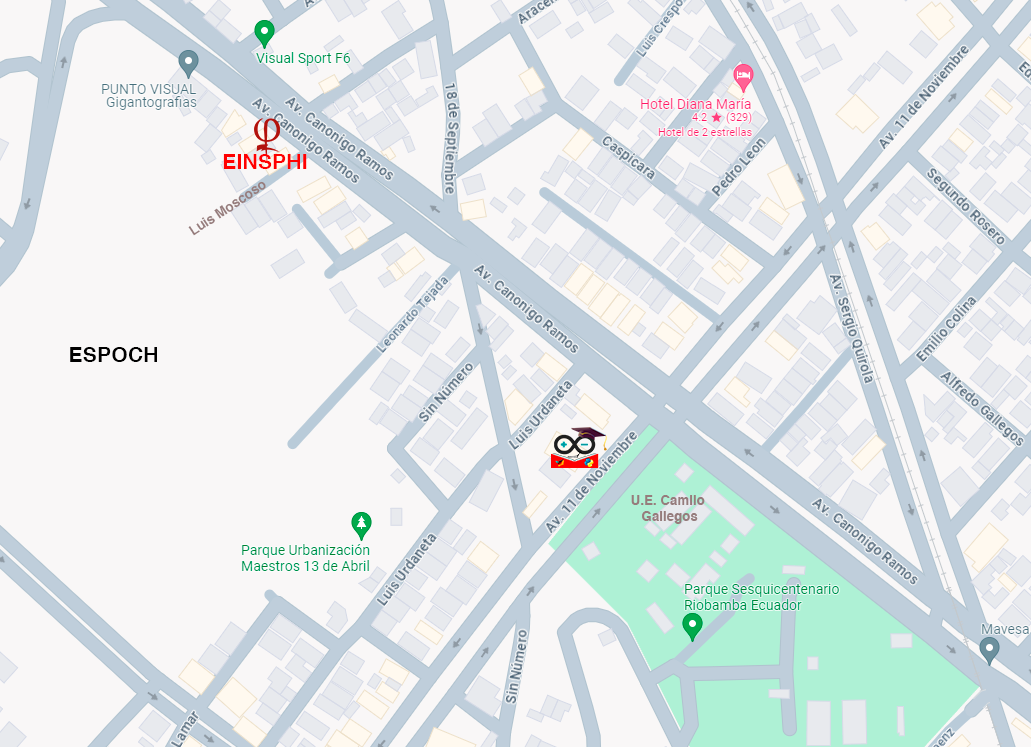 Aracena
Luis Crespo
Visual Sport F6
PUNTO VISUAL
Gigantografias
Av. Canonigo Ramos
Av. Canonigo Ramos
EINSPHI
Luis Moscoso
18 de Septiembre
Hotel Diana María
4.2 ★ (329)
Hotel de 2 estrellas
Av. 11 de Noviembre
Caspicara
Pedro Leon
Segundo Rosero
Av. Canonigo Ramos
Leonardo Tejada
Av. Sergio Quirola
Emilio Colina
ESPOCH
Sin Número
Luis Urdaneta
Alfredo Gallegos
Av. 11 de Noviembre
U.E. Camilo
Gallegos
Av. Canonigo Ramos
Parque Urbanización
Maestros 13 de Abril
Luis Urdaneta
Parque Sesquicentenario
Riobamba Ecuador
Sin Número
Mavesa
Lamar